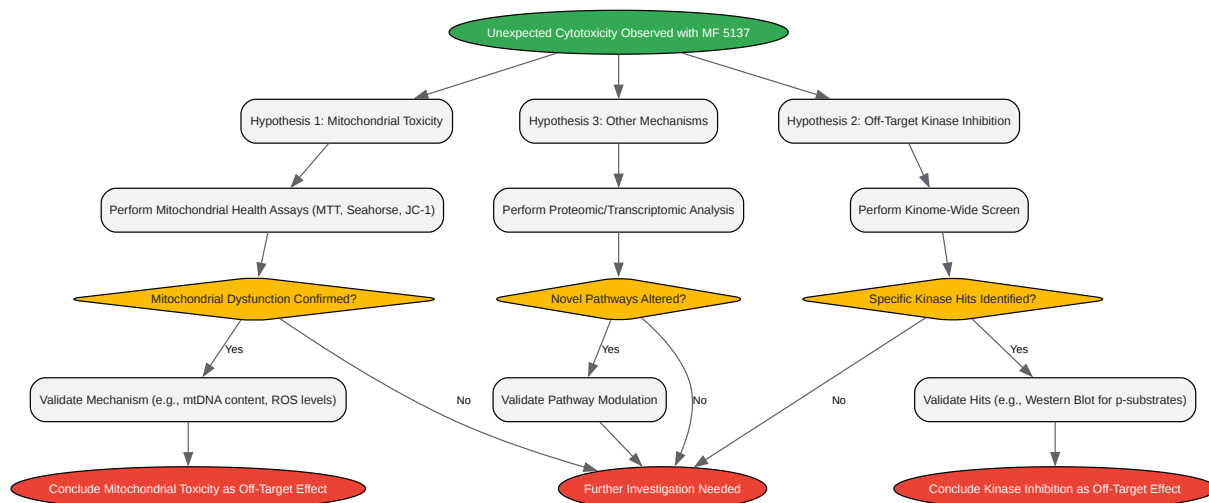 Unexpected Cytotoxicity Observed with MF 5137
Hypothesis 1: Mitochondrial Toxicity
Hypothesis 3: Other Mechanisms
Hypothesis 2: Off-Target Kinase Inhibition
Perform Mitochondrial Health Assays (MTT, Seahorse, JC-1)
Perform Proteomic/Transcriptomic Analysis
Perform Kinome-Wide Screen
Mitochondrial Dysfunction Confirmed?
Novel Pathways Altered?
Specific Kinase Hits Identified?
Yes
Yes
Yes
Validate Mechanism (e.g., mtDNA content, ROS levels)
No
Validate Pathway Modulation
No
No
Validate Hits (e.g., Western Blot for p-substrates)
Conclude Mitochondrial Toxicity as Off-Target Effect
Further Investigation Needed
Conclude Kinase Inhibition as Off-Target Effect